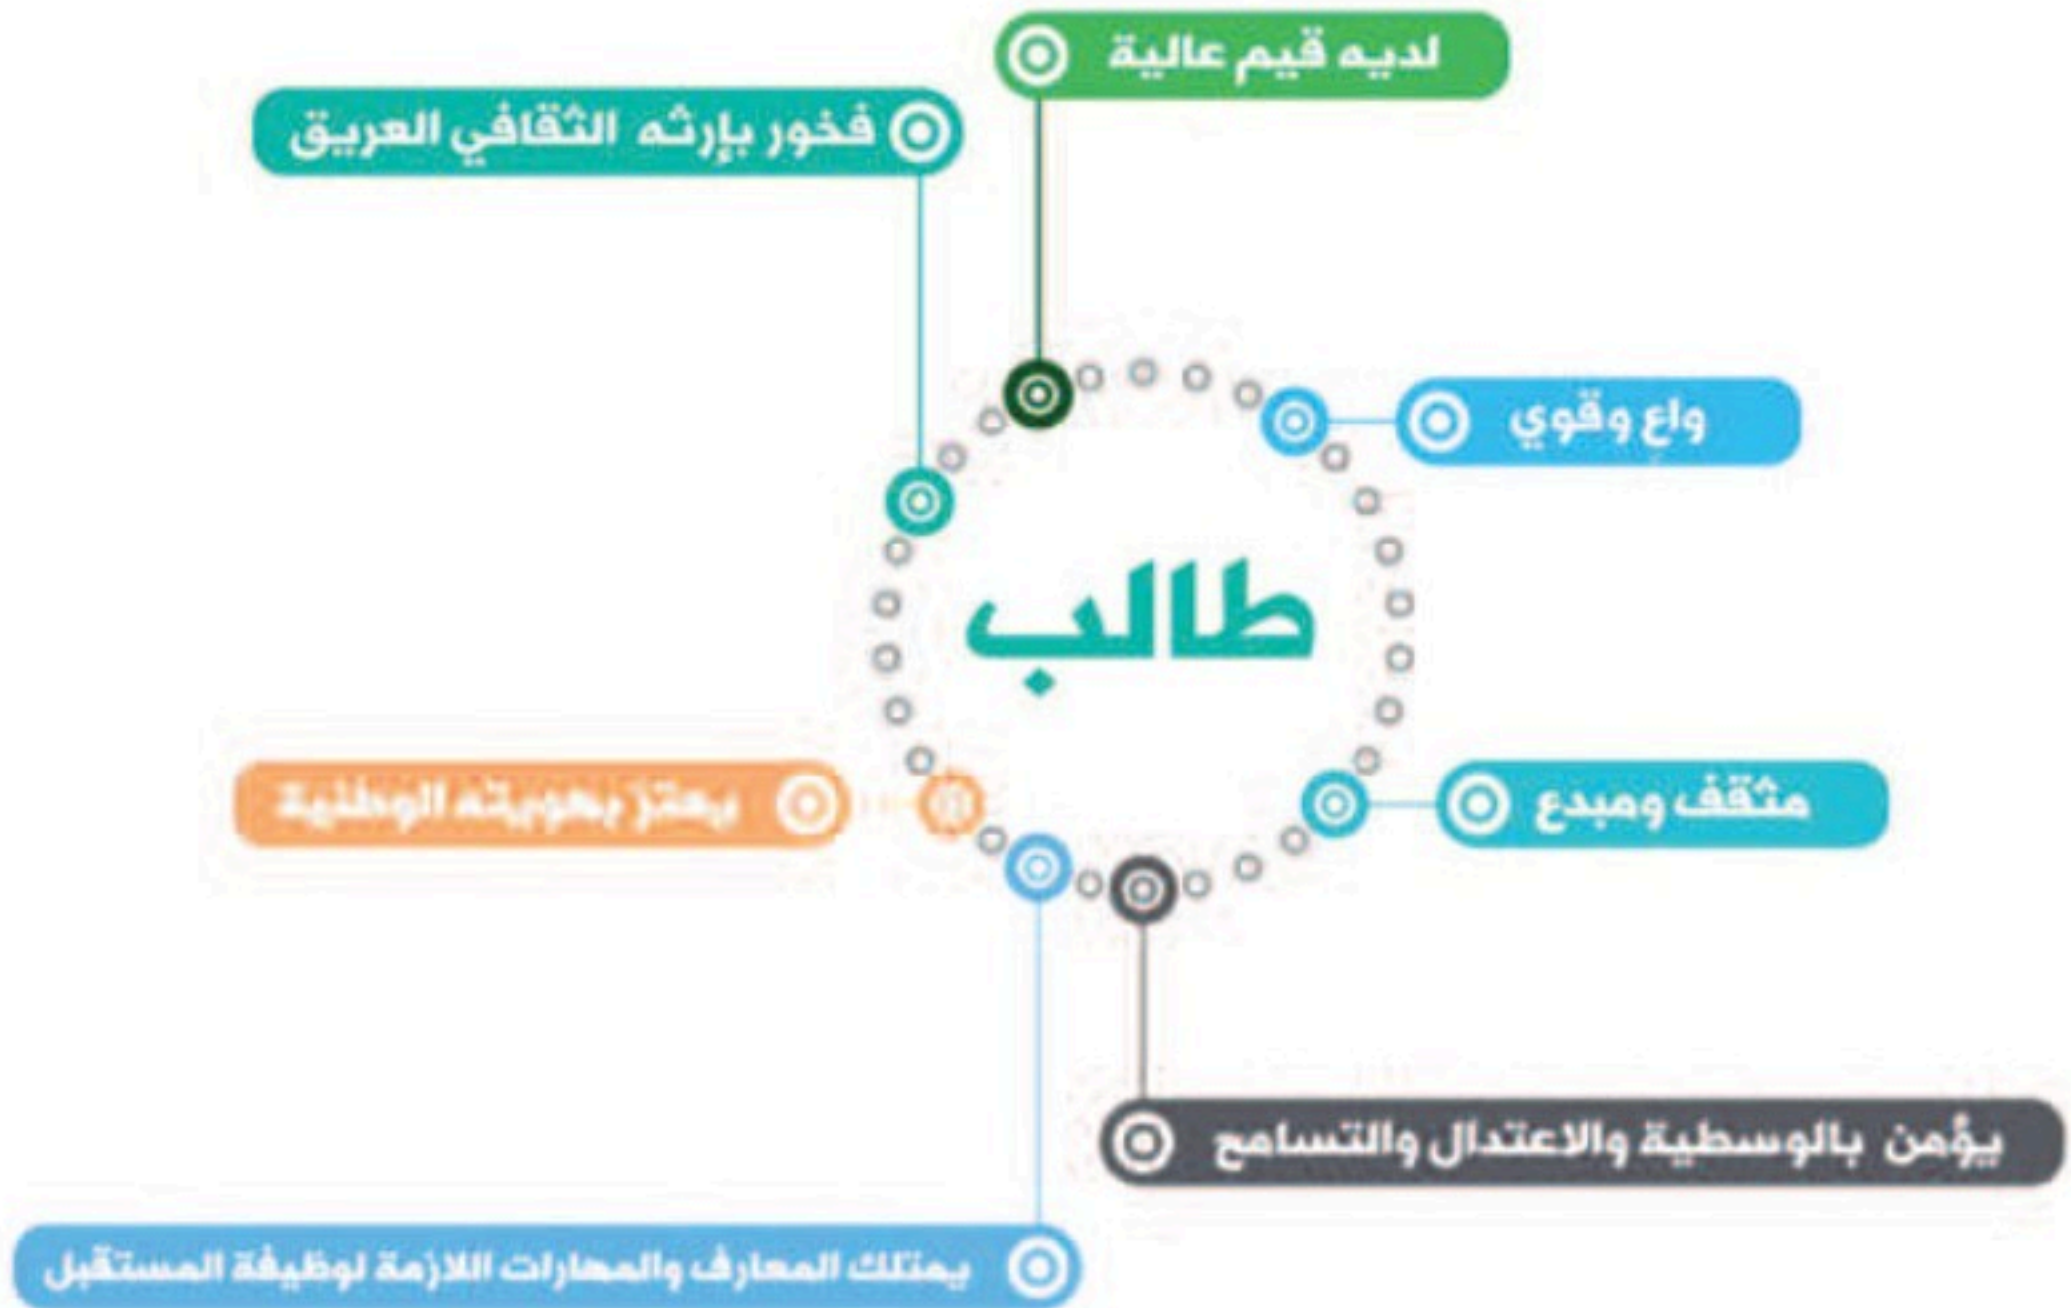 لديه قيم عالية
فخور بإرثه الثقافي العريق
واعٍ وقوي
طالب
مثقف ومبدع
يعتز بهويته الوطنية
يؤمن بالوسطية والاعتدال والتسامح
يمتلك المعارف والمهارات اللازمة لوظيفة المستقبل